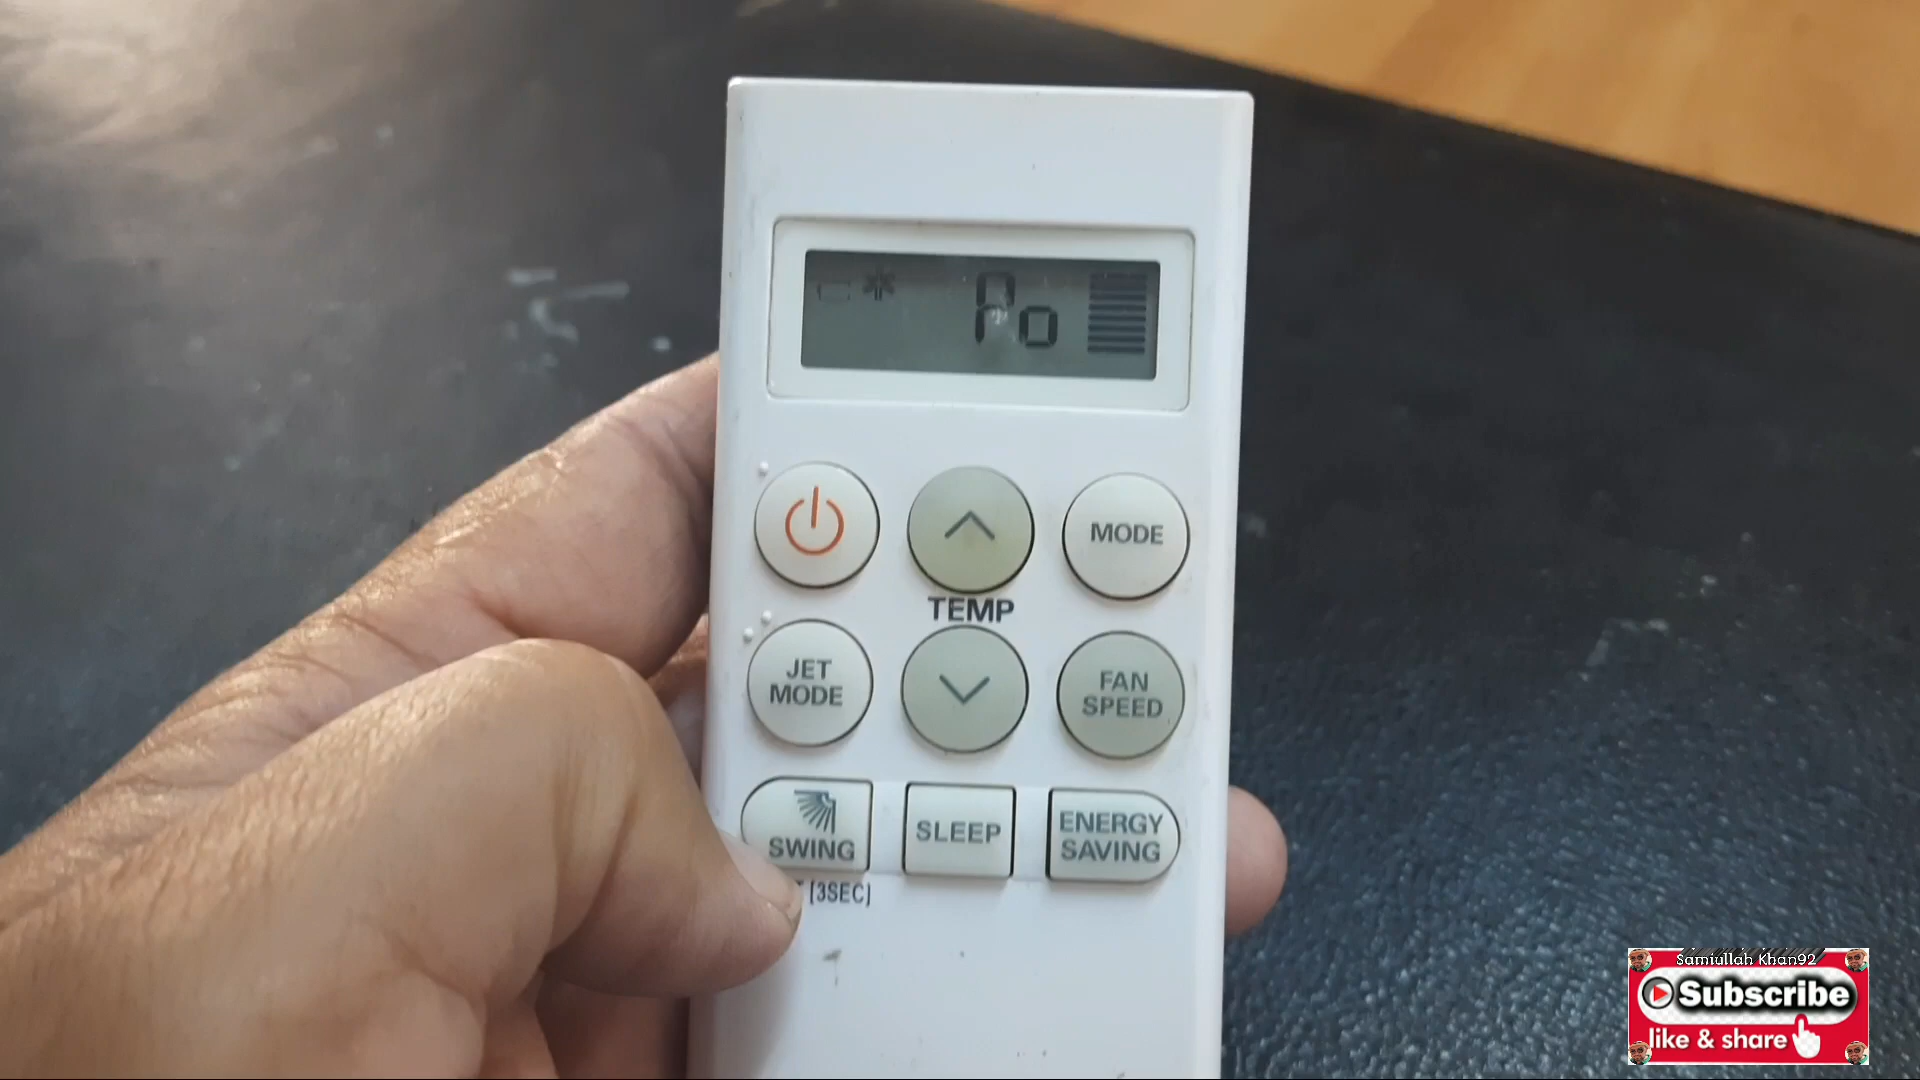 Po
MODE
TEMP
JET
MODE
FAN
SPEED
SWING
SLEEP
ENERGY
SAVING
[3SEC]
Samiullah Khan92
Subscribe
like & share